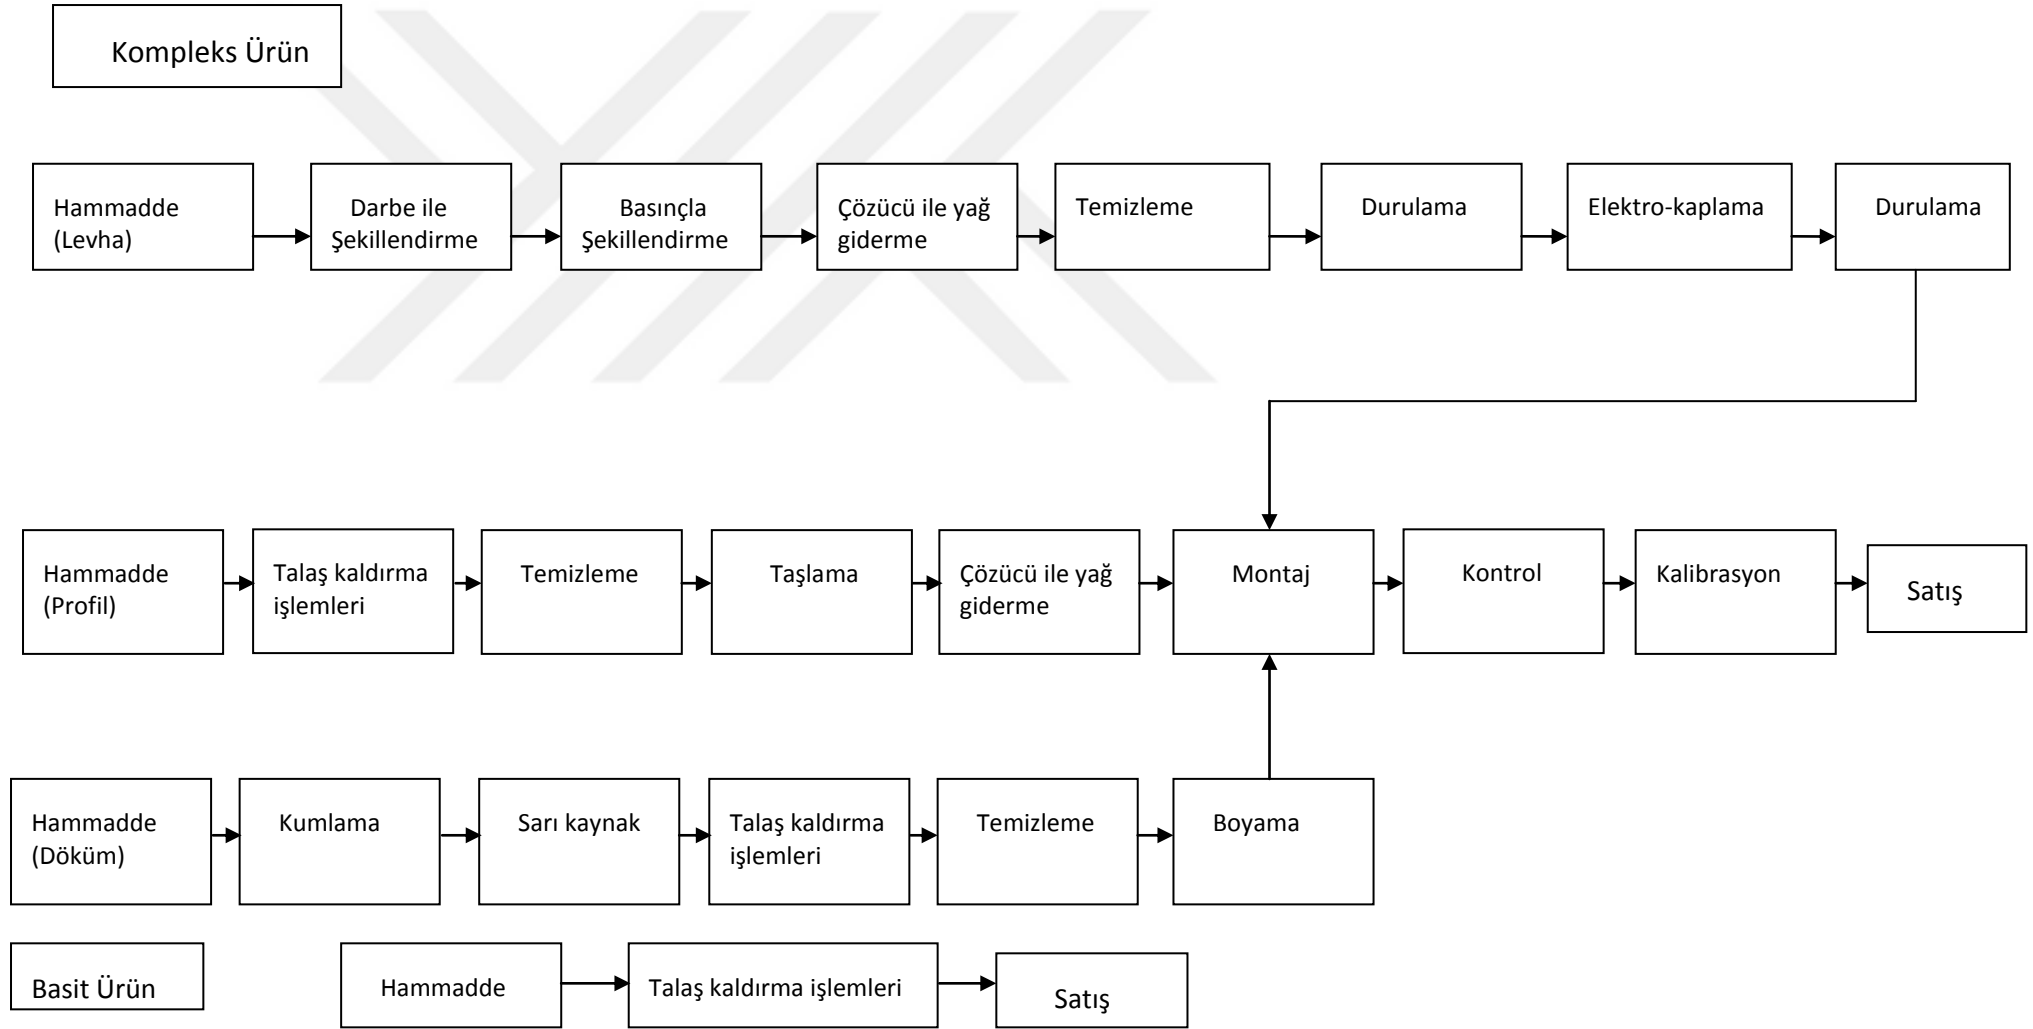 Kompleks Ürün
Hammadde
(Levha)
Darbe ile
Şekillendirme
Basınçla
Şekillendirme
Çözücü ile yağ
giderme
Temizleme
Durulama
Elektro-kaplama
Durulama
Hammadde
(Profil)
Talaş kaldırma
işlemleri
Temizleme
Taşlama
Çözücü ile yağ
giderme
Montaj
Kontrol
Kalibrasyon
Satış
Hammadde
(Döküm)
Kumlama
Sarı kaynak
Talaş kaldırma
işlemleri
Temizleme
Boyama
Basit Ürün
Hammadde
Talaş kaldırma işlemleri
Satış